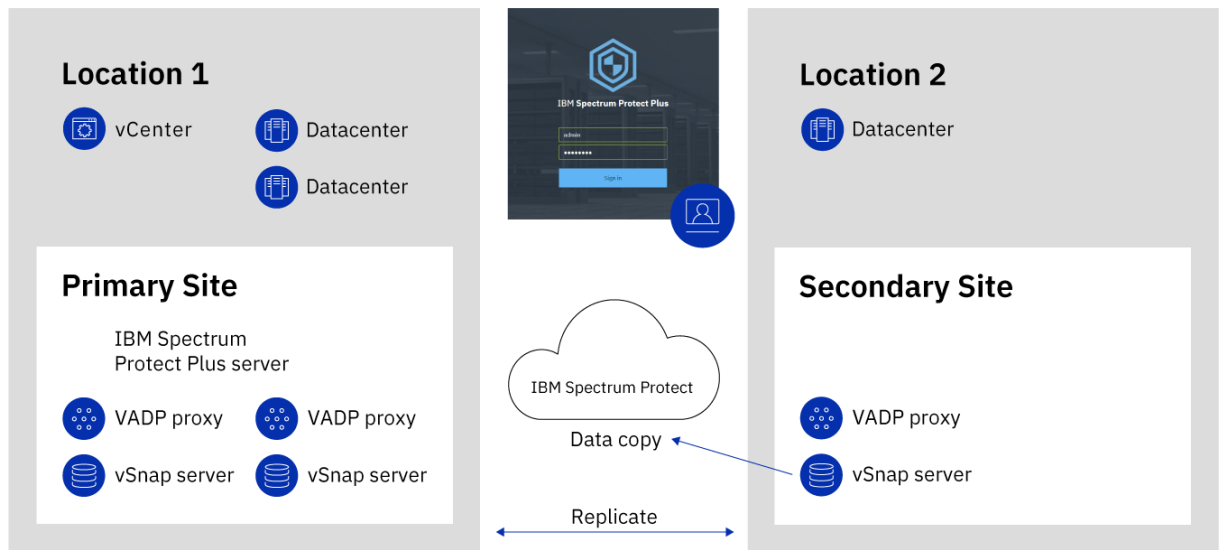 Location 1
vCenter
Datacenter
Datacenter
Primary Site
IBM Spectrum
Protect Plus server
VADP proxy
VADP proxy
vSnap server
vSnap server
IBM Spectrum Protect Plus
admin
••••••••
Sign in
IBM Spectrum Protect
Data copy
Replicate
Location 2
Datacenter
Secondary Site
VADP proxy
vSnap server